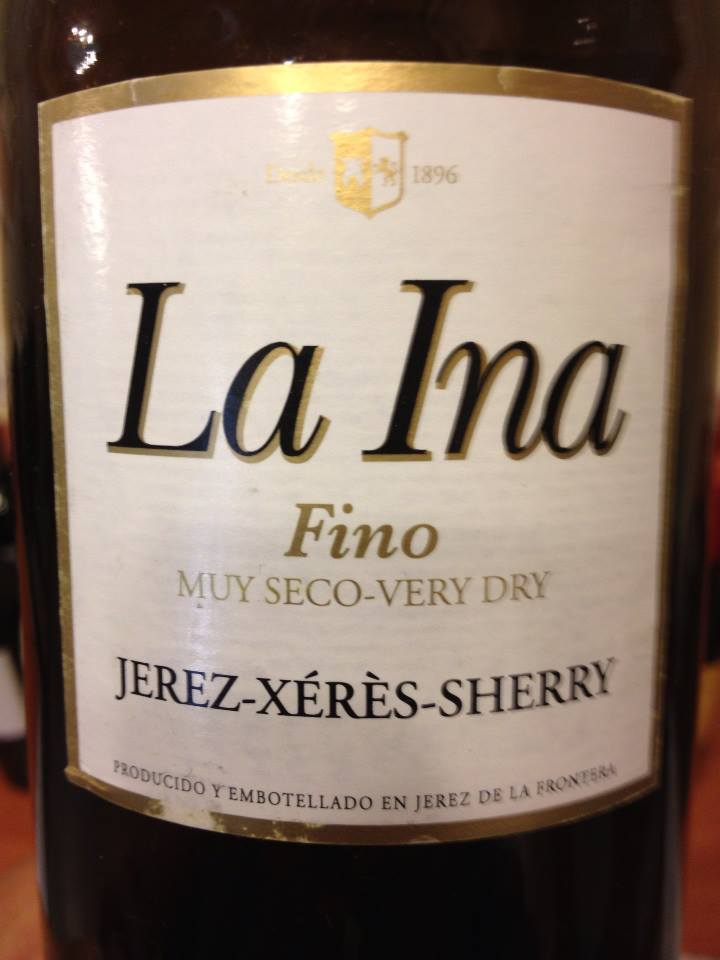 Desde 1896
La Ina
Fino
MUY SECO-VERY DRY
JEREZ-XÉRÈS-SHERRY
PRODUCIDO Y EMBOTELLADO EN JEREZ DE LA FRONTERA